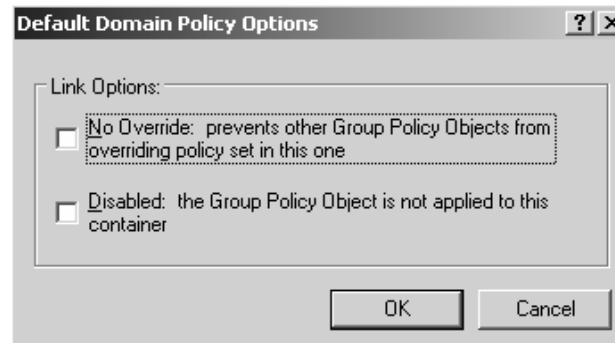 Default Domain Policy Options
Link Options:
No Override: prevents other Group Policy Objects from
overriding policy set in this one
Disabled: the Group Policy Object is not applied to this
container
OK
Cancel